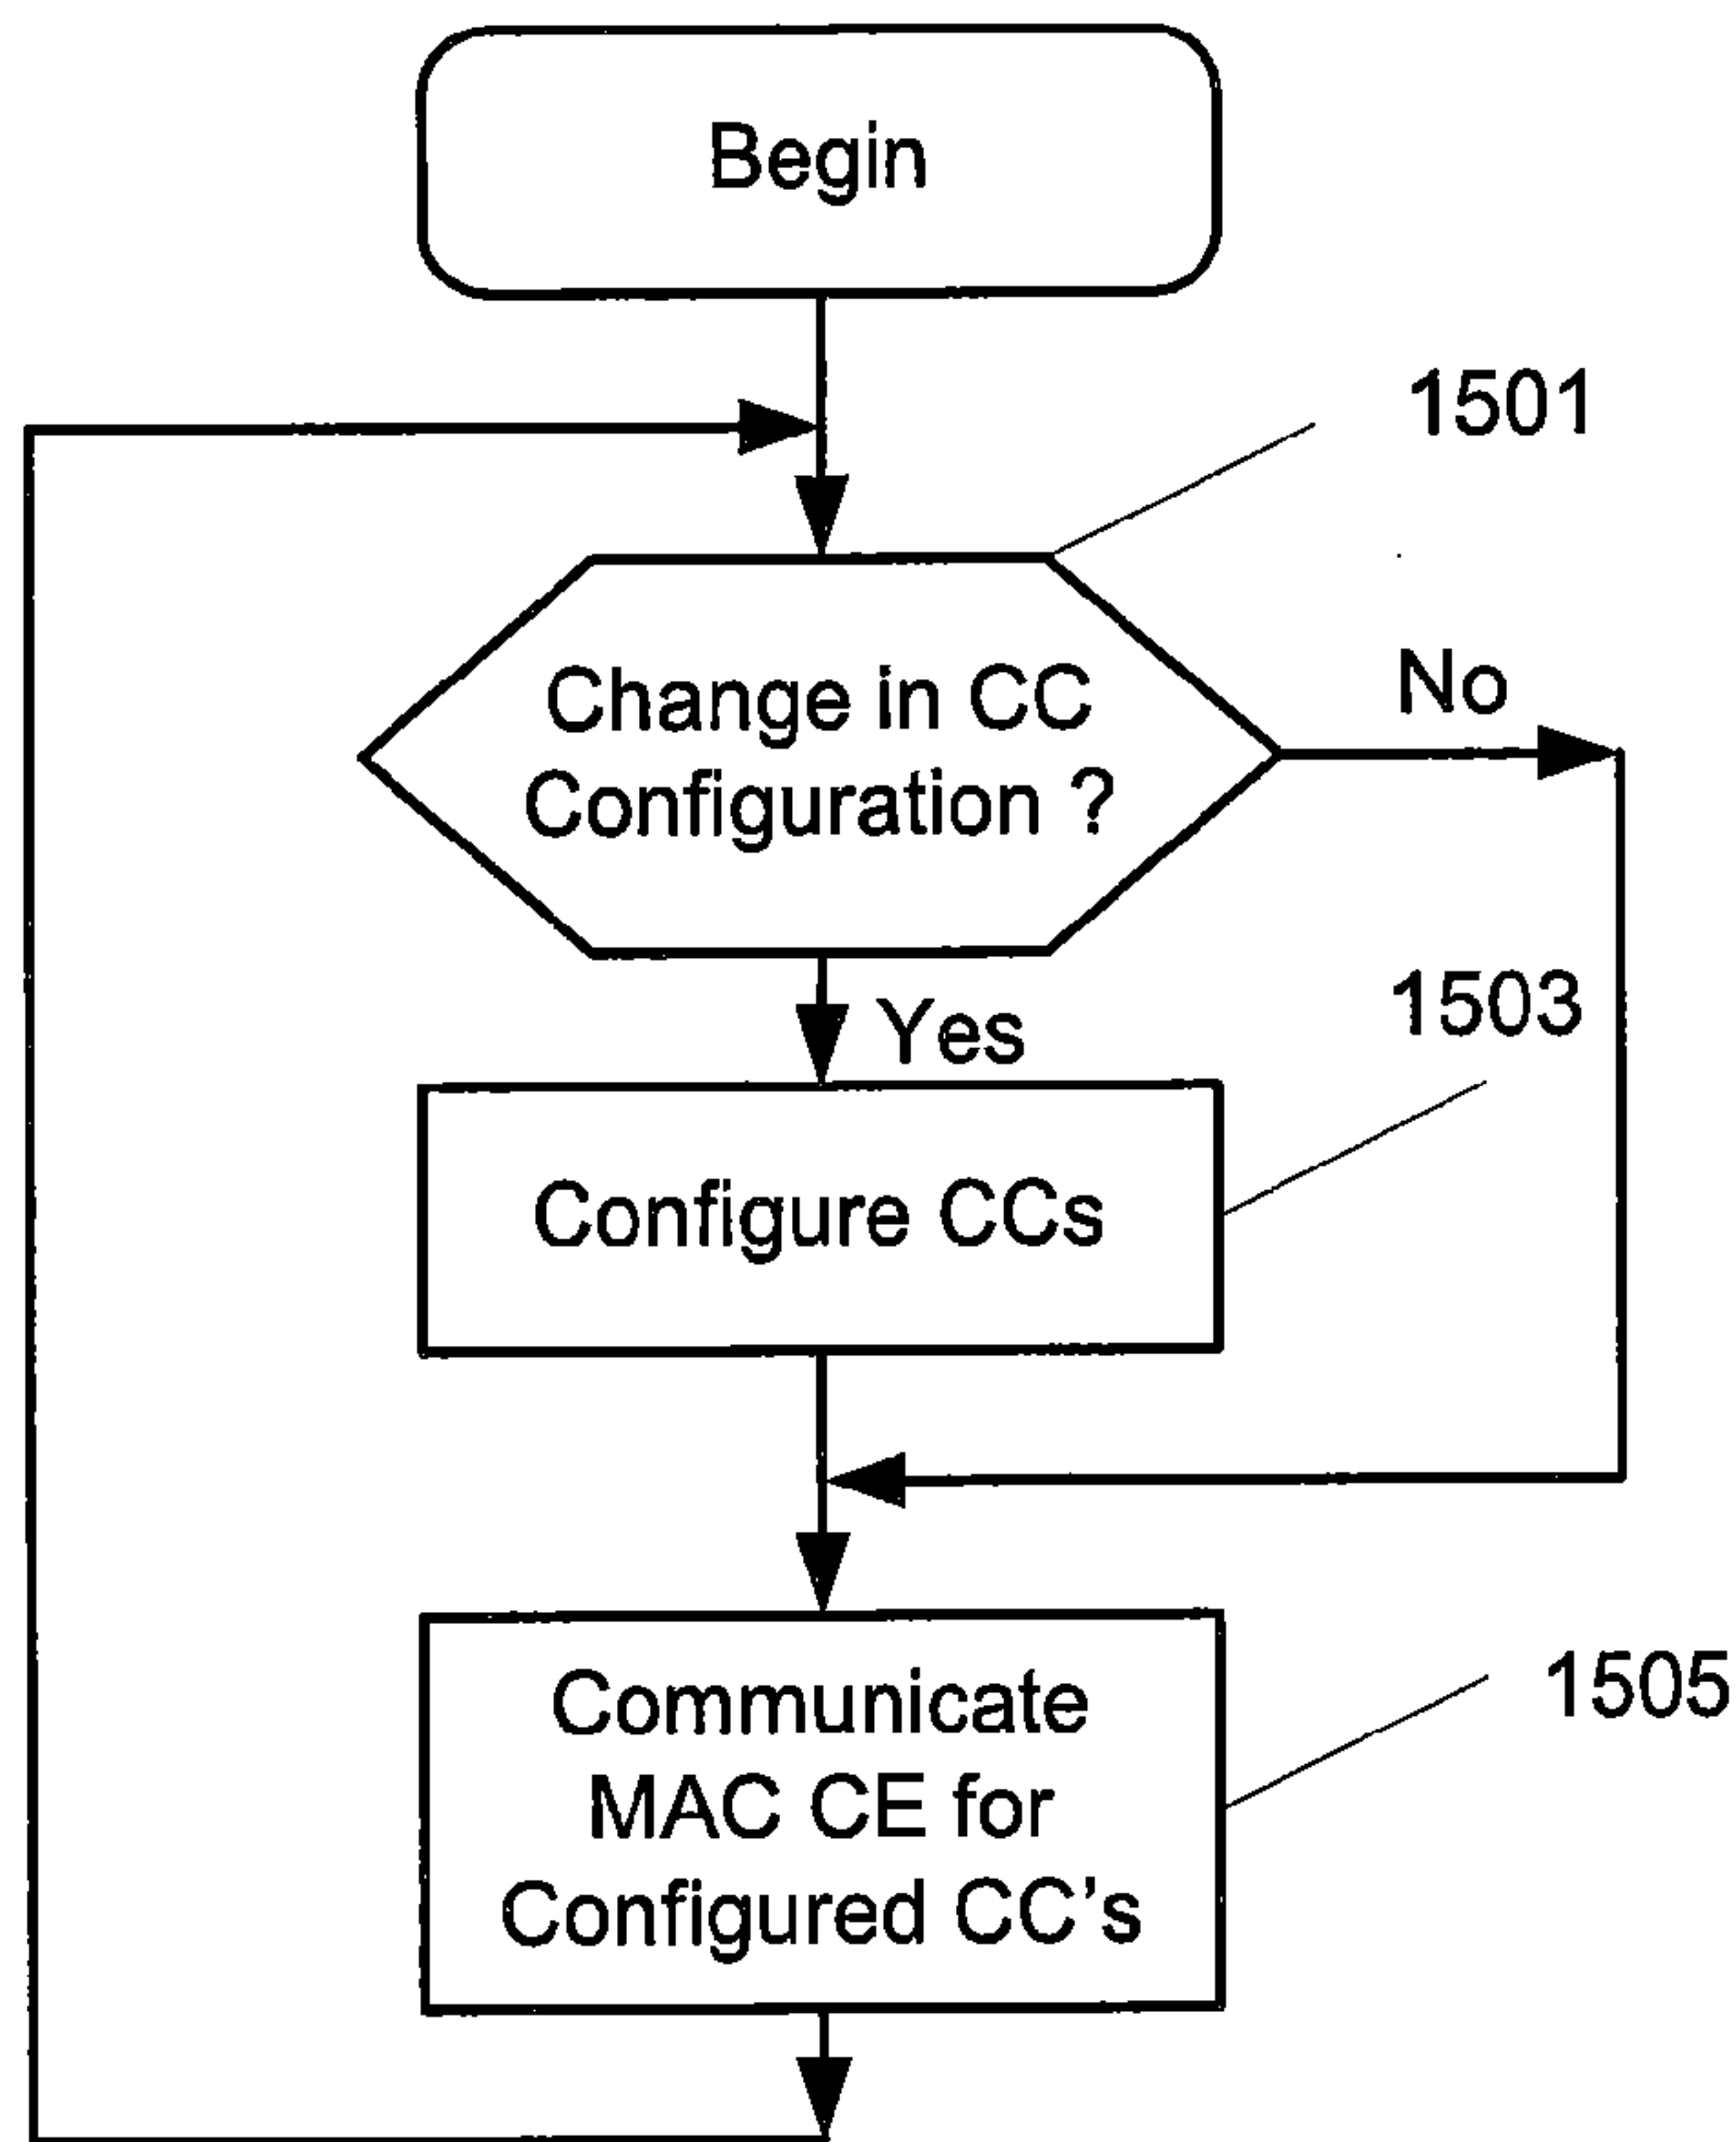 Begin
1501
Change in CC
Configuration ?
No
Yes
1503
Configure CCs
1505
Communicate
MAC CE for
Configured CC's